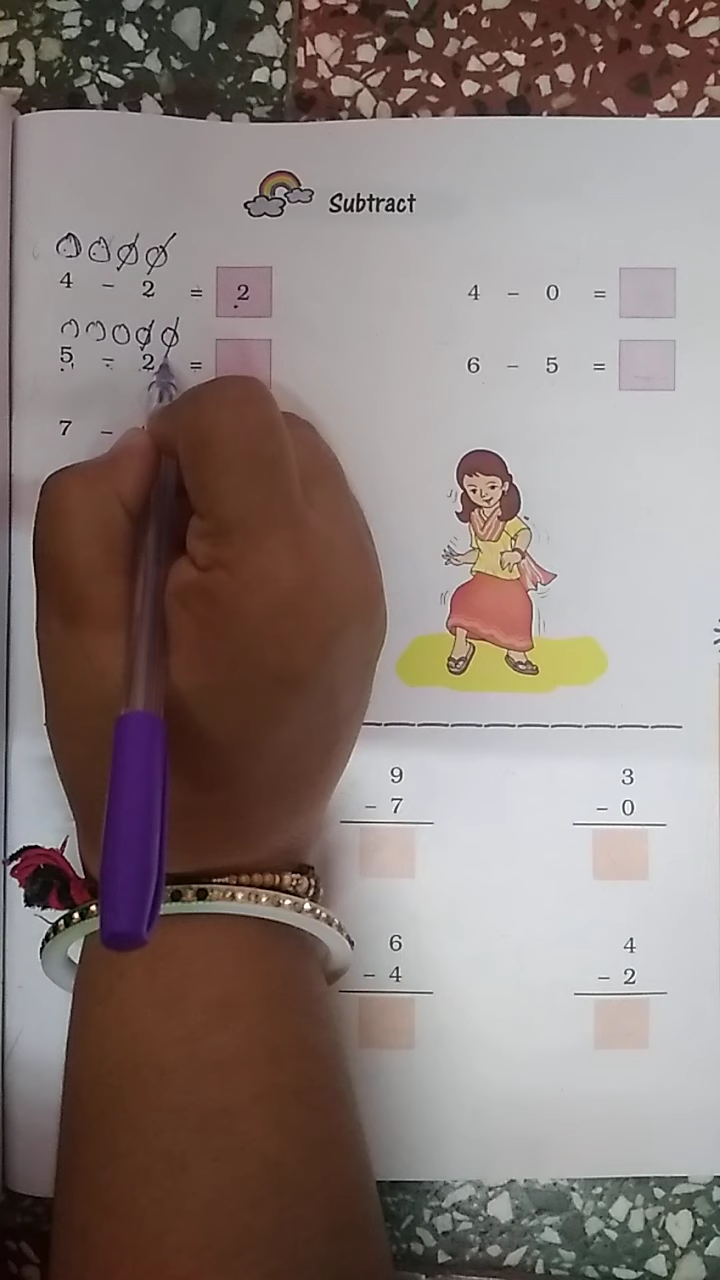 Subtract
4 - 2 = 2
4 - 0 =
5 - 2 =
6 - 5 =
7 -
9
- 7
3
- 0
6
- 4
4
- 2